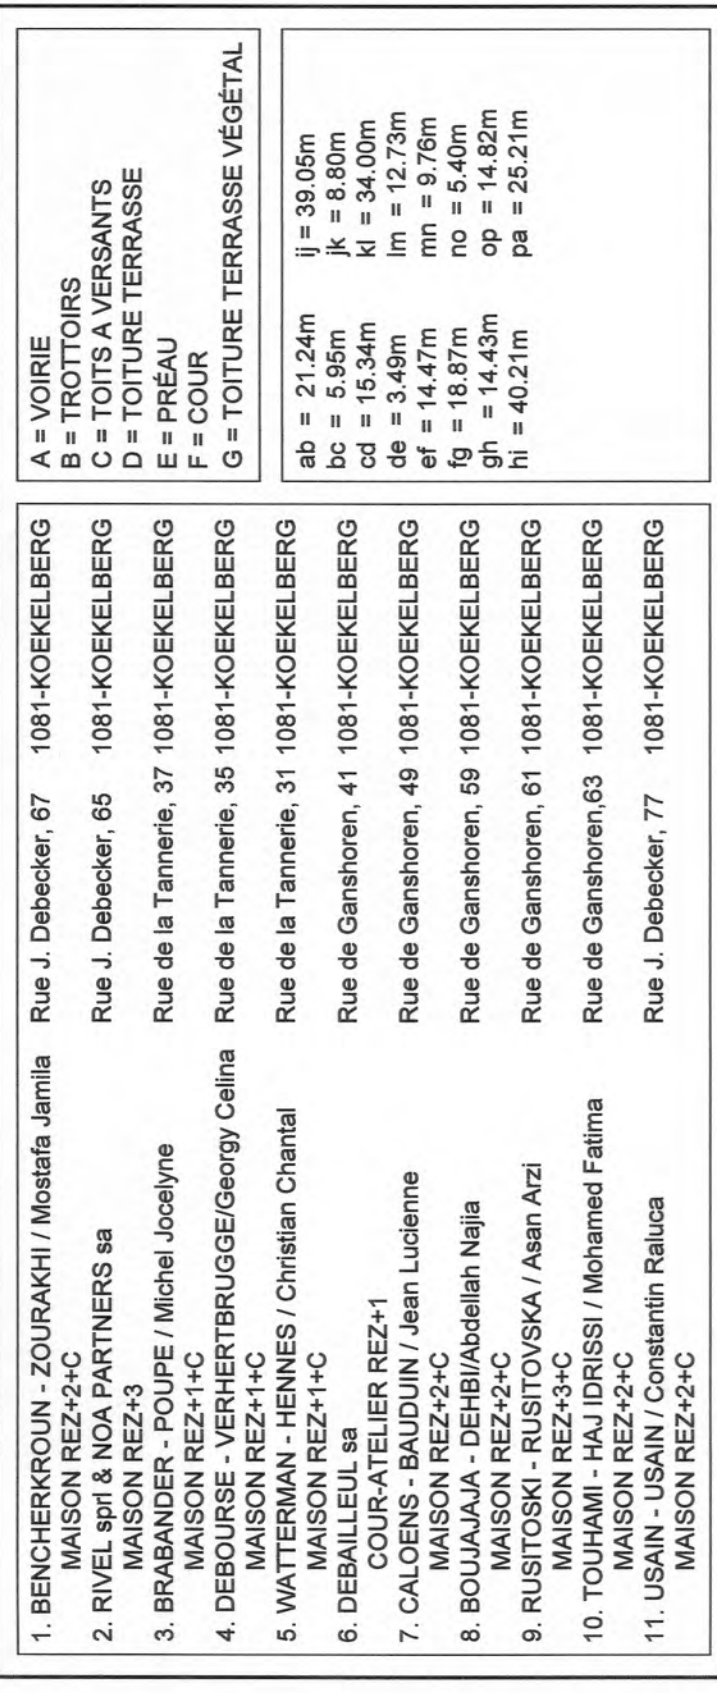 1. BENCHERKROUN - ZOURAKHI / Mostafa Jamila Rue J. Debecker, 67 1081-KOEKELBERG
MAISON REZ+2+C
2. RIVEL sprl & NOA PARTNERS sa Rue J. Debecker, 65 1081-KOEKELBERG
MAISON REZ+3
3. BRABANDER - POUPE / Michel Jocelyne Rue de la Tannerie, 37 1081-KOEKELBERG
MAISON REZ+1+C
4. DEBOURSE - VERHERTBRUGGE/Georgy Celina Rue de la Tannerie, 35 1081-KOEKELBERG
MAISON REZ+1+C
5. WATTERMAN - HENNES / Christian Chantal Rue de la Tannerie, 31 1081-KOEKELBERG
MAISON REZ+1+C
6. DEBAILLEUL sa Rue de Ganshoren, 41 1081-KOEKELBERG
COUR-ATELIER REZ+1
7. CALOENS - BAUDUIN / Jean Lucienne Rue de Ganshoren, 49 1081-KOEKELBERG
MAISON REZ+2+C
8. BOUJAJAJA - DEHBI/Abdellah Najia Rue de Ganshoren, 59 1081-KOEKELBERG
MAISON REZ+2+C
9. RUSITOSKI - RUSITOVSKA / Asan Arzi Rue de Ganshoren, 61 1081-KOEKELBERG
MAISON REZ+3+C
10. TOUHAMI - HAJ IDRISSI / Mohamed Fatima Rue de Ganshoren,63 1081-KOEKELBERG
MAISON REZ+2+C
11. USAIN - USAIN / Constantin Raluca Rue J. Debecker, 77 1081-KOEKELBERG
MAISON REZ+2+C
A = VOIRIE
B = TROTTOIRS
C = TOITS A VERSANTS
D = TOITURE TERRASSE
E = PRÉAU
F = COUR
G = TOITURE TERRASSE VÉGÉTAL
ab = 21.24m ij = 39.05m
bc = 5.95m jk = 8.80m
cd = 15.34m kl = 34.00m
de = 3.49m lm = 12.73m
ef = 14.47m mn = 9.76m
fg = 18.87m no = 5.40m
gh = 14.43m op = 14.82m
hi = 40.21m pa = 25.21m